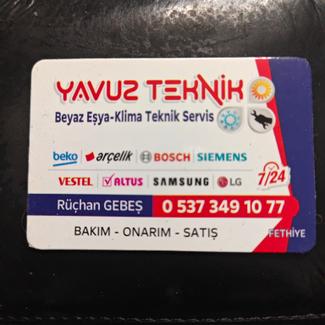 YAVUZ TEKNİK
Beyaz Eşya-Klima Teknik Servis
beko arçelik BOSCH SIEMENS
VESTEL ALTUS SAMSUNG LG 7/24
Rüçhan GEBEŞ 0 537 349 10 77
BAKIM - ONARIM - SATIŞ FETHİYE